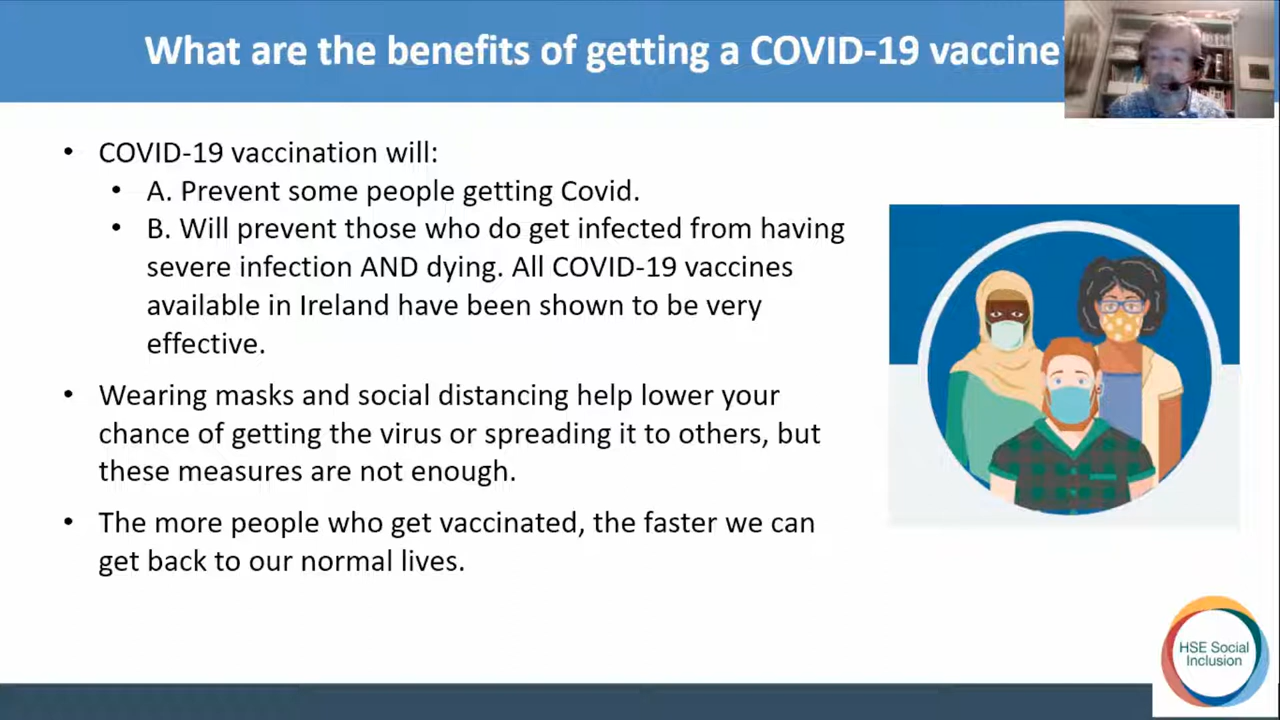 What are the benefits of getting a COVID-19 vaccine?
• COVID-19 vaccination will:
• A. Prevent some people getting Covid.
• B. Will prevent those who do get infected from having
severe infection AND dying. All COVID-19 vaccines
available in Ireland have been shown to be very
effective.
• Wearing masks and social distancing help lower your
chance of getting the virus or spreading it to others, but
these measures are not enough.
• The more people who get vaccinated, the faster we can
get back to our normal lives.
HSE Social
Inclusion